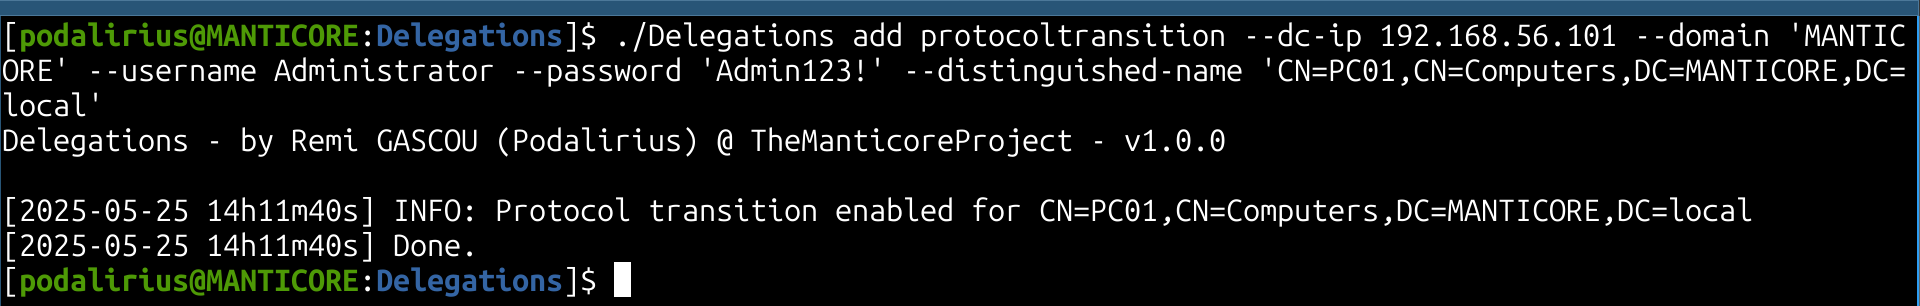 [podalirius@MANTICORE:Delegations]$ ./Delegations add protocoltransition --dc-ip 192.168.56.101 --domain 'MANTIC
ORE' --username Administrator --password 'Admin123!' --distinguished-name 'CN=PC01,CN=Computers,DC=MANTICORE,DC=
local'
Delegations - by Remi GASCOU (Podalirius) @ TheManticoreProject - v1.0.0
[2025-05-25 14h11m40s] INFO: Protocol transition enabled for CN=PC01,CN=Computers,DC=MANTICORE,DC=local
[2025-05-25 14h11m40s] Done.
[podalirius@MANTICORE:Delegations]$